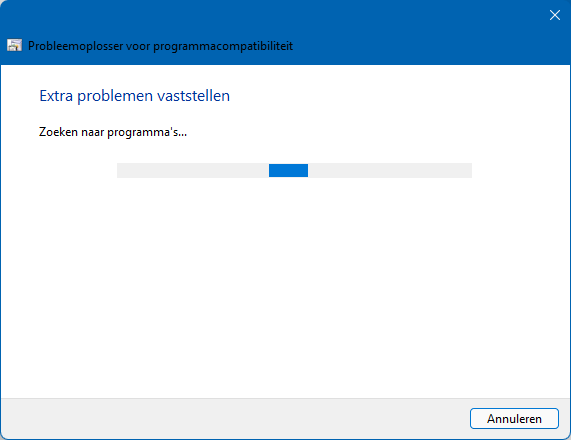 Probleemoplosser voor programmacompatibiliteit
Extra problemen vaststellen
Zoeken naar programma's...
Annuleren